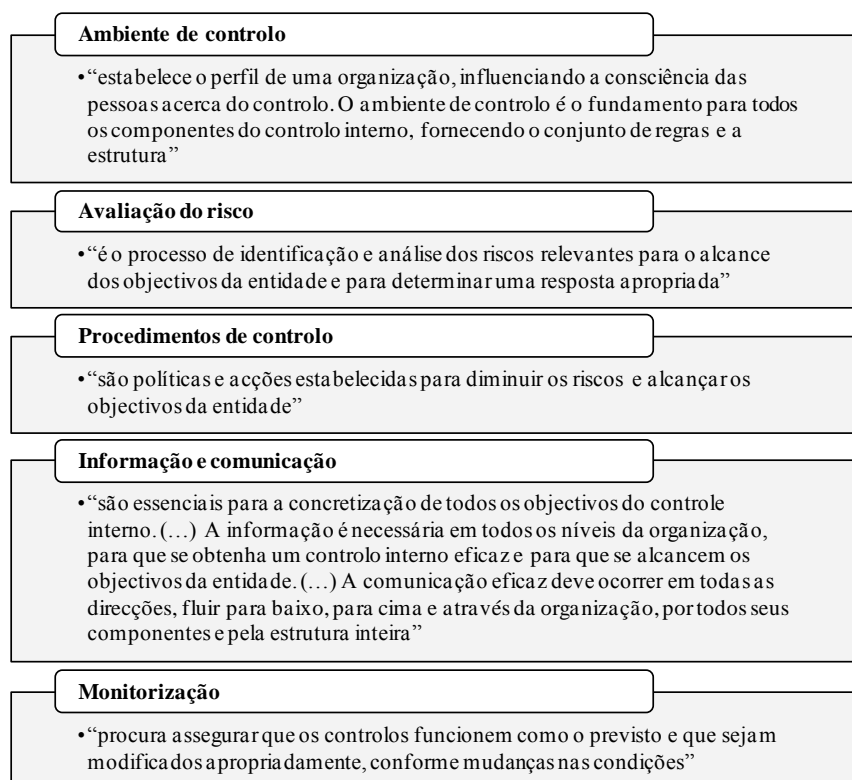 Ambiente de controlo
•“estabelece o perfil de uma organização, influenciando a consciência das
pessoas acerca do controlo. O ambiente de controlo é o fundamento para todos
os componentes do controlo interno, fornecendo o conjunto de regras e a
estrutura”
Avaliação do risco
•“é o processo de identificação e análise dos riscos relevantes para o alcance
dos objectivos da entidade e para determinar uma resposta apropriada”
Procedimentos de controlo
•“são políticas e acções estabelecidas para diminuir os riscos e alcançar os
objectivos da entidade”
Informação e comunicação
•“são essenciais para a concretização de todos os objectivos do controle
interno. (…) A informação é necessária em todos os níveis da organização,
para que se obtenha um controlo interno eficaz e para que se alcancem os
objectivos da entidade. (…) A comunicação eficaz deve ocorrer em todas as
direcções, fluir para baixo, para cima e através da organização, por todos seus
componentes e pela estrutura inteira”
Monitorização
•“procura assegurar que os controlos funcionem como o previsto e que sejam
modificados apropriadamente, conforme mudanças nas condições”